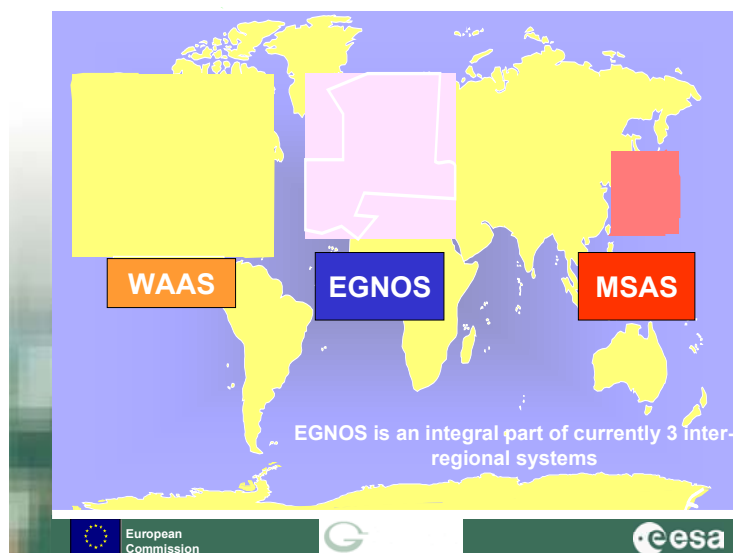 WAAS
EGNOS
MSAS
EGNOS is an integral part of currently 3 inter-
regional systems
European
Commission
esa